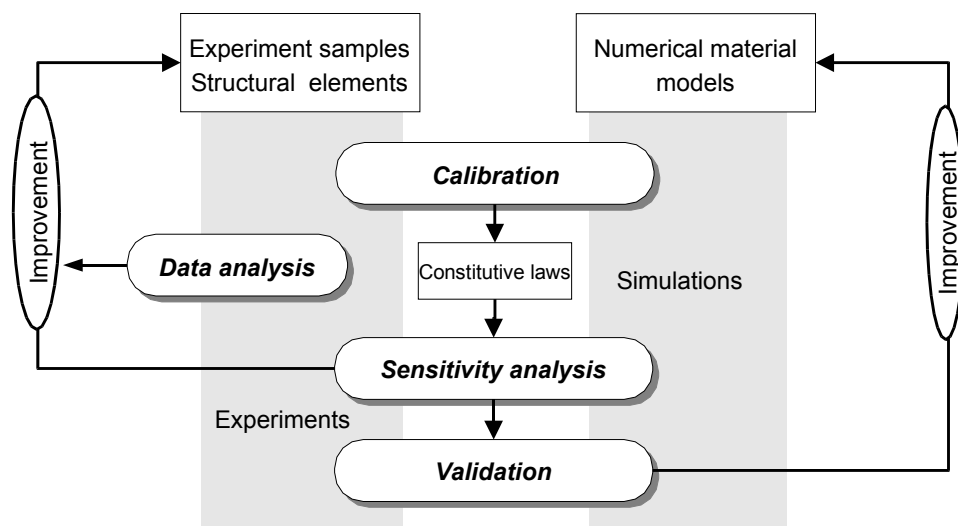 Experiment samples
Structural elements
Numerical material
models
Improvement
Calibration
Improvement
Data analysis
Constitutive laws
Simulations
Sensitivity analysis
Experiments
Validation